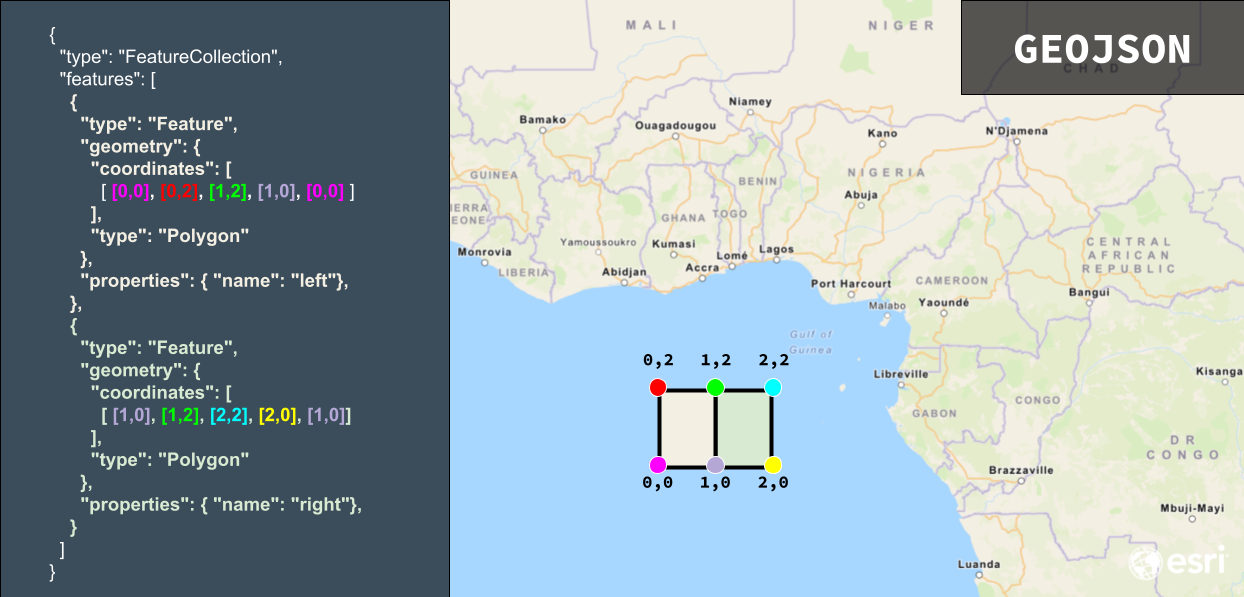 {
"type": "FeatureCollection",
"features": [
{
"type": "Feature",
"geometry": {
"coordinates": [
[ [0,0], [0,2], [1,2], [1,0], [0,0] ]
],
"type": "Polygon"
},
"properties": { "name": "left"},
},
{
"type": "Feature",
"geometry": {
"coordinates": [
[ [1,0], [1,2], [2,2], [2,0], [1,0]]
],
"type": "Polygon"
},
"properties": { "name": "right"},
}
]
}
GEOJSON
MALI
NIGER
CHAD
Niamey
Bamako
Ouagadougou
Kano
N'Djamena
GUINEA
BENIN
NIGERIA
Abuja
IERRA
EONE
GHANA
TOGO
Yamoussoukro
Kumasi
Lomé
Lagos
Monrovia
LIBERIA
Abidjan
Accra
Port Harcourt
CENTRAL
AFRICAN
REPUBLIC
CAMEROON
Bangui
Malabo
Yaoundé
Gulf of
Guinea
0,2 1,2 2,2
Libreville
Kisanga
GABON
CONGO
DR
CONGO
0,0 1,0 2,0
Brazzaville
Mbuji-Mayi
Luanda
esri